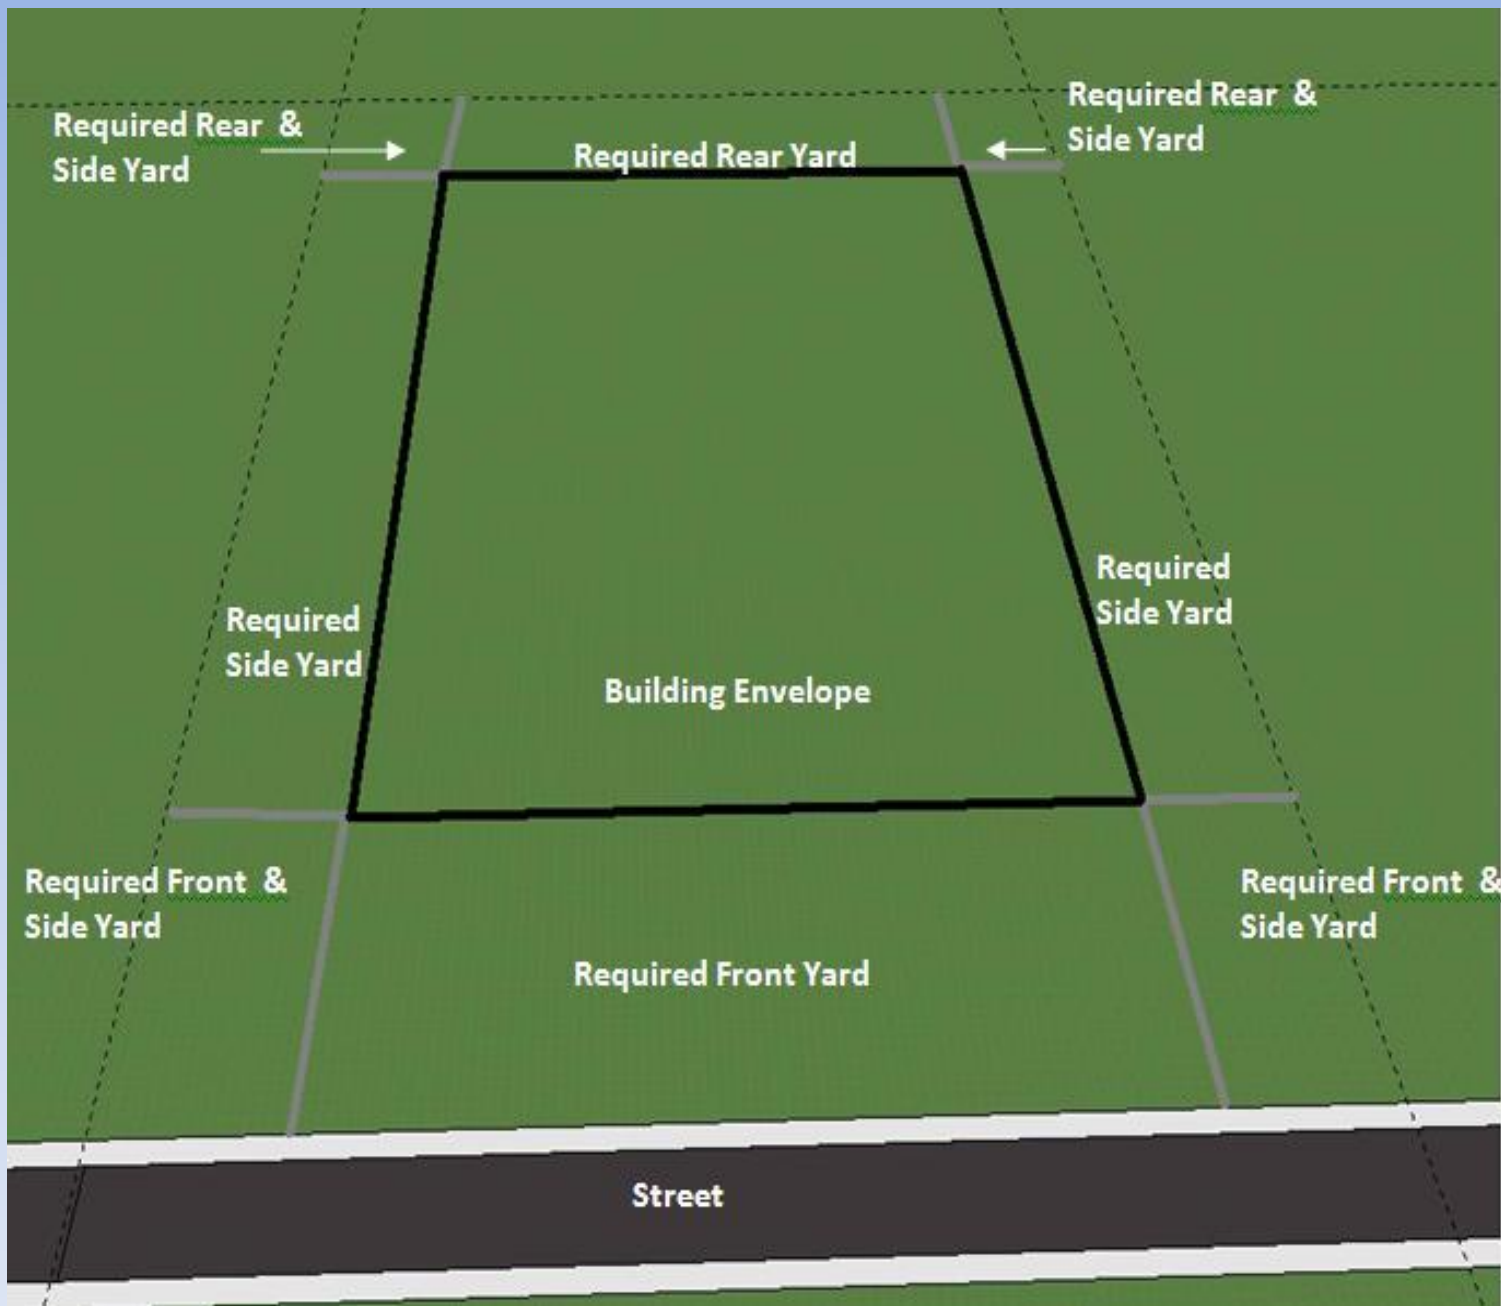 Required Rear &
Side Yard
Required Rear Yard
Required Rear &
Side Yard
Required
Side Yard
Required
Side Yard
Building Envelope
Required Front &
Side Yard
Required Front Yard
Required Front &
Side Yard
Street